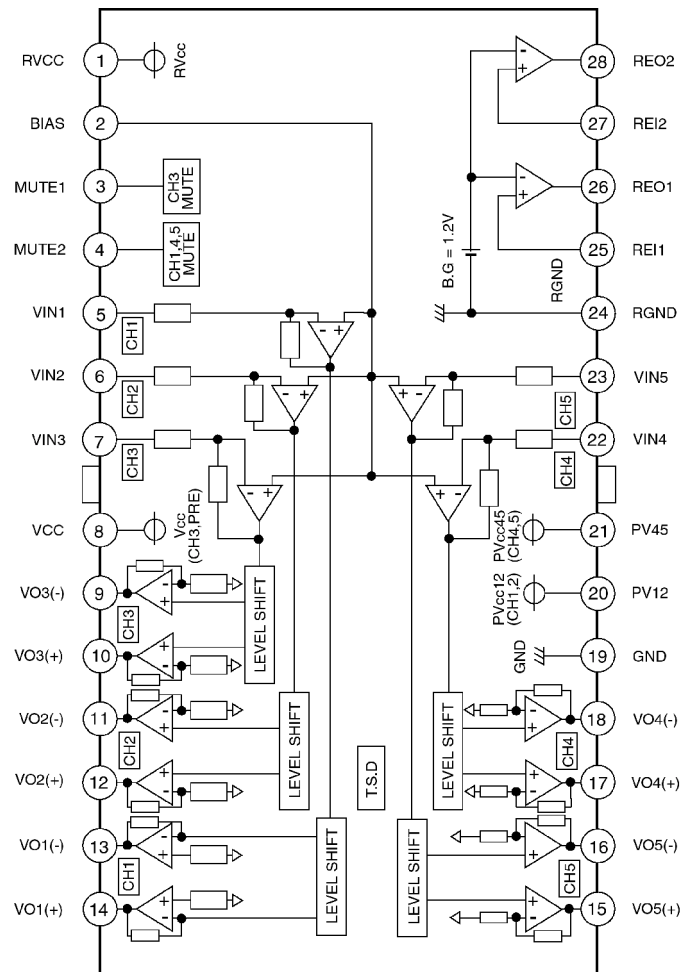 RVCC 1 RVcc
28 REO2
BIAS 2
27 REI2
MUTE1 3 CH3 MUTE
26 REO1
MUTE2 4 CH1,4,5 MUTE
B.G = 1.2V
RGND
25 REI1
VIN1 5 CH1
24 RGND
VIN2 6 CH2
23 VIN5
CH5
VIN3 7 CH3
22 VIN4
CH4
VCC 8 Vcc (CH3,PRE)
PVcc45 (CH4,5) 21 PV45
VO3(-) 9
PVcc12 (CH1,2) 20 PV12
CH3
LEVEL SHIFT
VO3(+) 10
GND 19 GND
VO2(-) 11
CH2
LEVEL SHIFT
T.S.D
LEVEL SHIFT
18 VO4(-)
CH4
VO2(+) 12
17 VO4(+)
VO1(-) 13
CH1
LEVEL SHIFT
LEVEL SHIFT
16 VO5(-)
CH5
VO1(+) 14
15 VO5(+)
- +
- +
- +
+ -
- +
+ -
- +
- +
- +
+ -
- +
+ -
- +
+ -
- +
+ -
- +
+ -